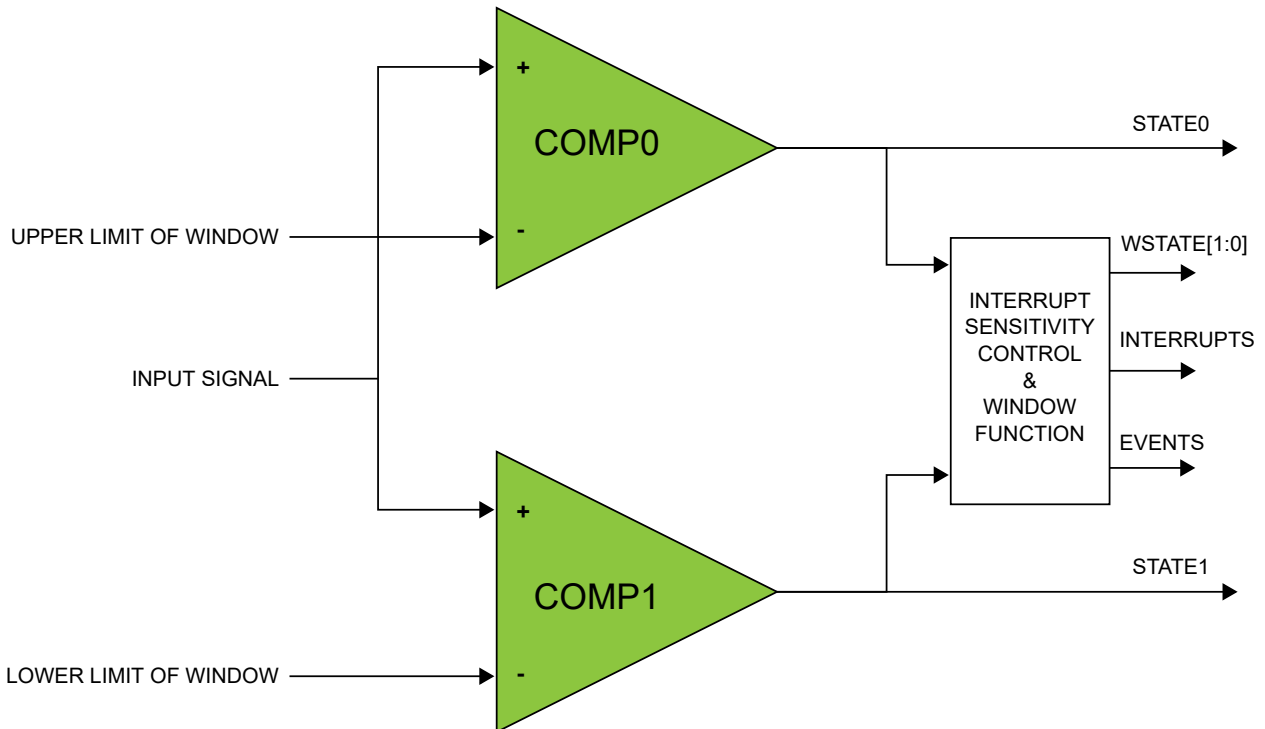 +
COMP0
-
STATE0
UPPER LIMIT OF WINDOW
WSTATE[1:0]
INTERRUPT
SENSITIVITY
CONTROL
&
WINDOW
FUNCTION
INTERRUPTS
EVENTS
INPUT SIGNAL
+
COMP1
-
STATE1
LOWER LIMIT OF WINDOW